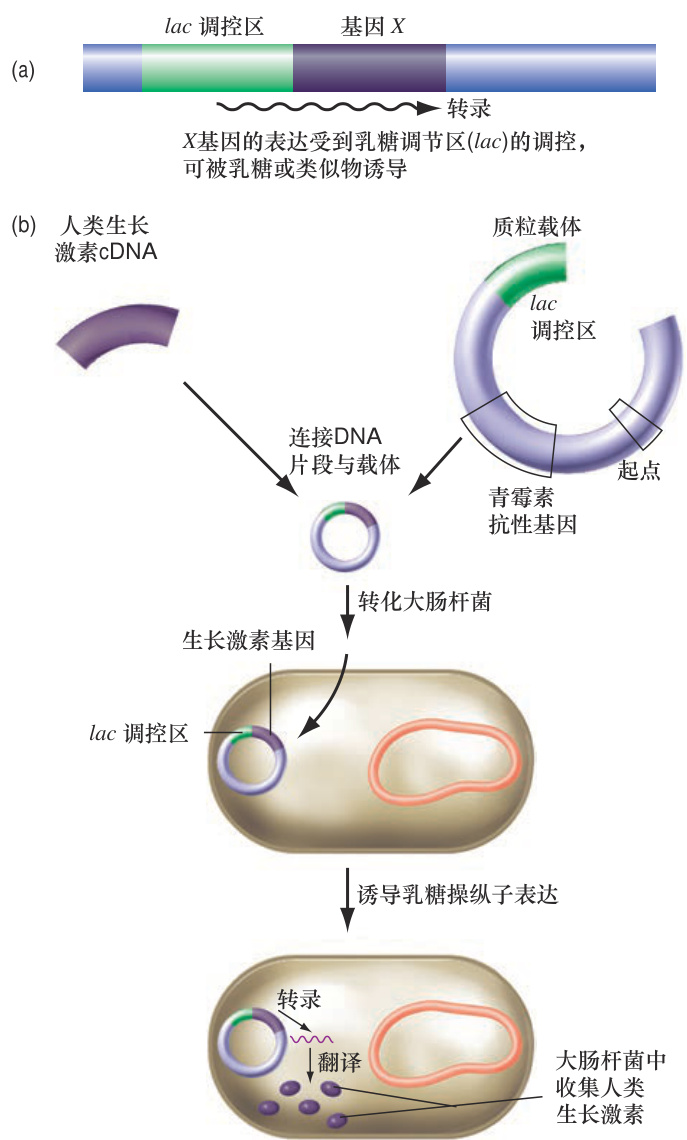 lac 调控区
基因 X
(a)
转录
X基因的表达受到乳糖调节区(lac)的调控，
可被乳糖或类似物诱导
(b)
人类生长
激素cDNA
质粒载体
lac
调控区
起点
青霉素
抗性基因
连接DNA
片段与载体
转化大肠杆菌
生长激素基因
lac 调控区
诱导乳糖操纵子表达
转录
翻译
大肠杆菌中
收集人类
生长激素